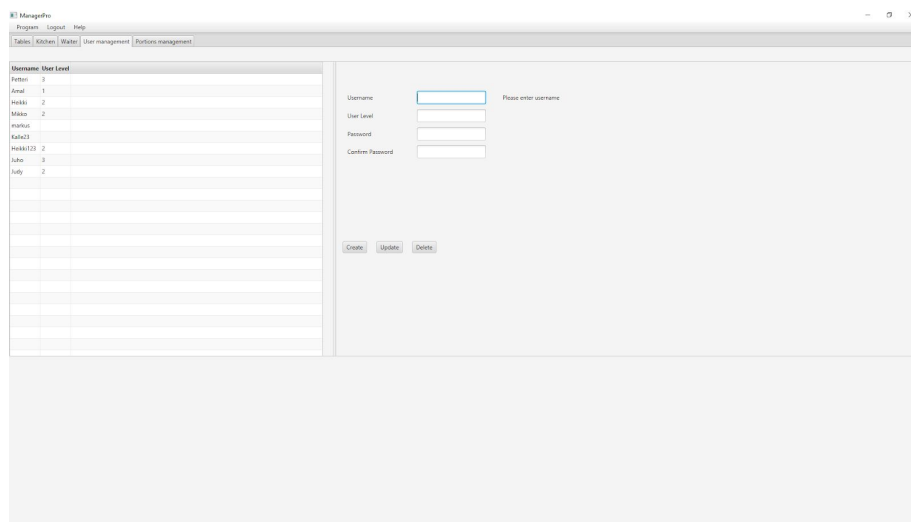 ManagerPro
Program Logout Help
Tables Kitchen Waiter User management Portions management
Username User Level
Petteri 3
Amal 1
Heikki 2
Mikko 2
markus
Kalle23
Heikki123 2
Juho 3
Judy 2
Username Please enter username
User Level
Password
Confirm Password
Create Update Delete